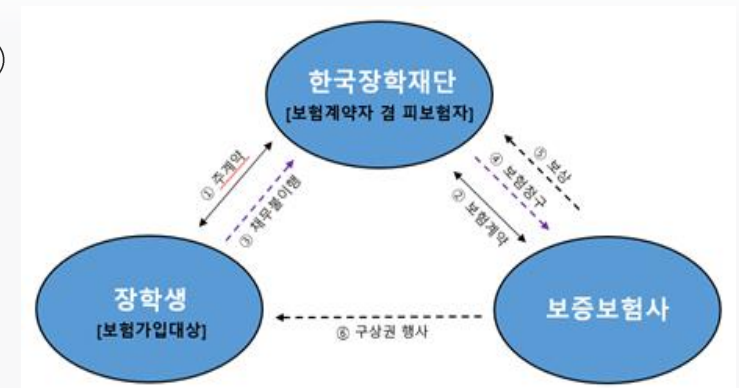 한국장학재단
[보험계약자 겸 피보험자]
① 주계약
③ 채무불이행
⑤ 보상
④ 보험청구
② 보험계약
장학생
[보험가입대상]
보증보험사
⑥ 구상권 행사